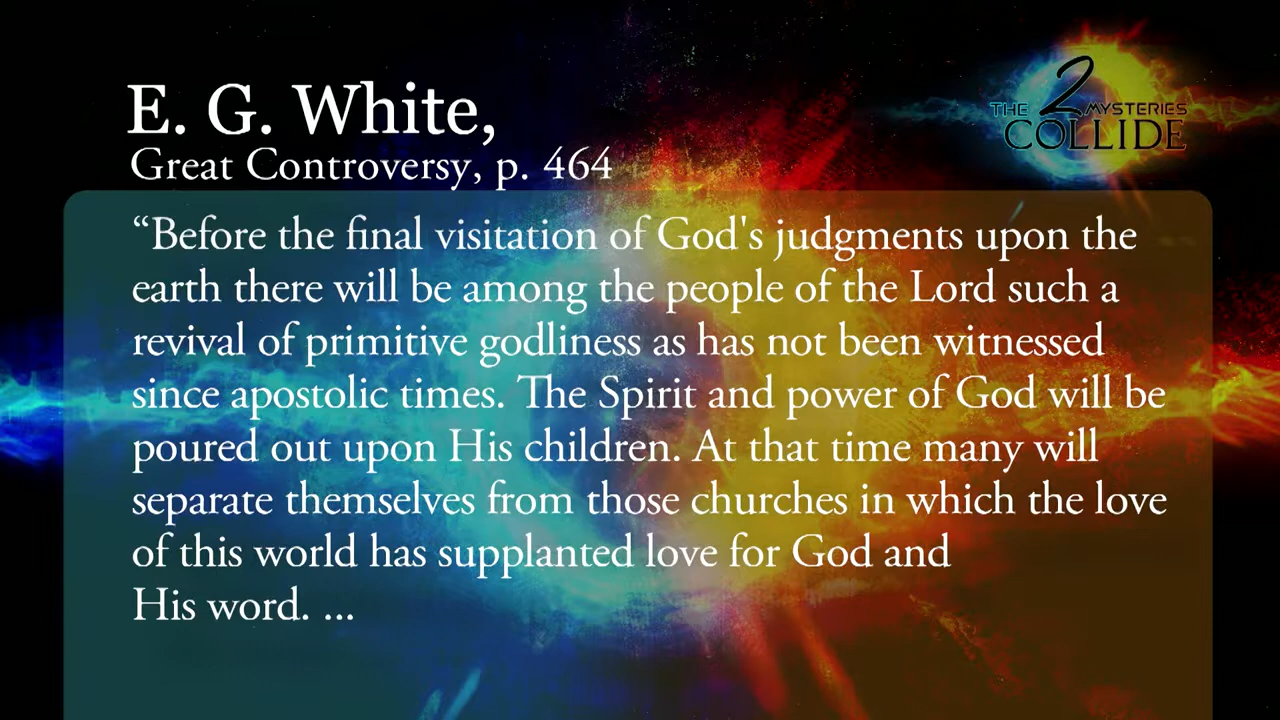 E. G. White,
Great Controversy, p. 464
THE 2 MYSTERIES
COLLIDE
“Before the final visitation of God's judgments upon the
earth there will be among the people of the Lord such a
revival of primitive godliness as has not been witnessed
since apostolic times. The Spirit and power of God will be
poured out upon His children. At that time many will
separate themselves from those churches in which the love
of this world has supplanted love for God and
His word. ...